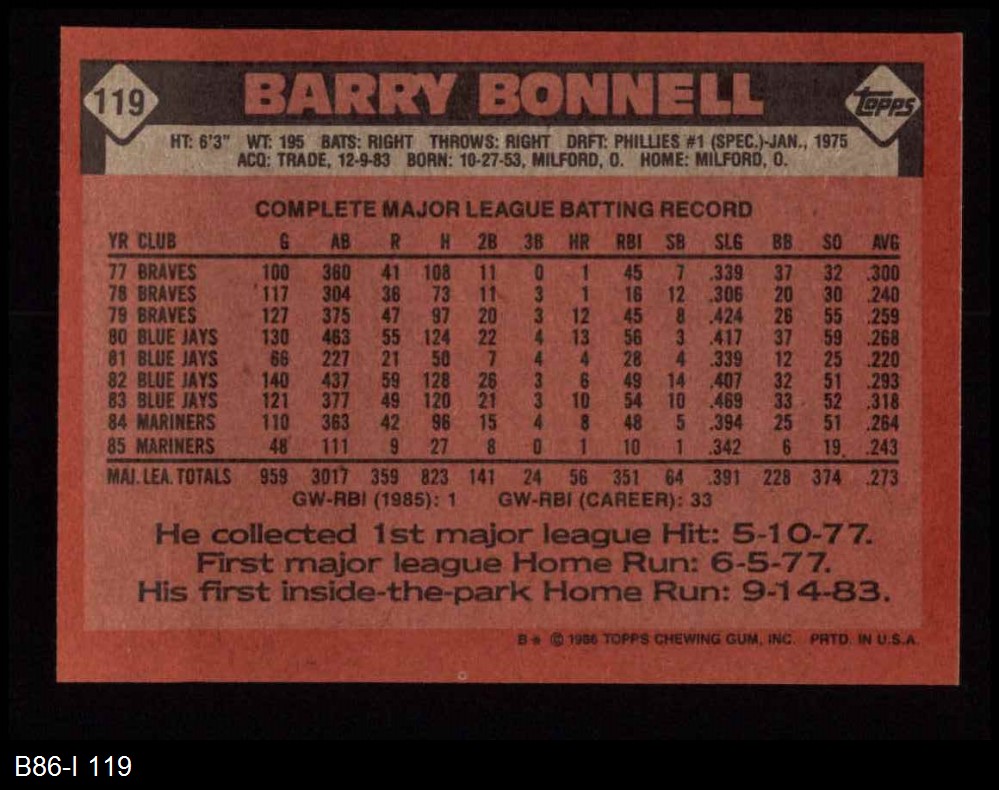 119 BARRY BONNELL Topps
HT: 6'3" WT: 195 BATS: RIGHT THROWS: RIGHT DRFT: PHILLIES #1 (SPEC.)-JAN., 1975
ACQ: TRADE, 12-9-83 BORN: 10-27-53, MILFORD, O. HOME: MILFORD, O.
COMPLETE MAJOR LEAGUE BATTING RECORD
YR CLUB G AB R H 2B 3B HR RBI SB SLG BB SO AVG
77 BRAVES 100 360 41 108 11 0 1 45 7 .339 37 32 .300
78 BRAVES 117 304 36 73 11 3 1 16 12 .306 20 30 .240
79 BRAVES 127 375 47 97 20 3 12 45 8 .424 26 55 .259
80 BLUE JAYS 130 463 55 124 22 4 13 56 3 .417 37 59 .268
81 BLUE JAYS 66 227 21 50 7 4 4 28 4 .339 12 25 .220
82 BLUE JAYS 140 437 59 128 26 3 6 49 14 .407 32 51 .293
83 BLUE JAYS 121 377 49 120 21 3 10 54 10 .469 33 52 .318
84 MARINERS 110 363 42 96 15 4 8 48 5 .394 25 51 .264
85 MARINERS 48 111 9 27 8 0 1 10 1 .342 6 19 .243
MAJ. LEA. TOTALS 959 3017 359 823 141 24 56 351 64 .391 228 374 .273
GW-RBI (1985): 1 GW-RBI (CAREER): 33
He collected 1st major league Hit: 5-10-77.
First major league Home Run: 6-5-77.
His first inside-the-park Home Run: 9-14-83.
B* © 1986 TOPPS CHEWING GUM, INC. PRTD. IN U.S.A.
B86-I 119